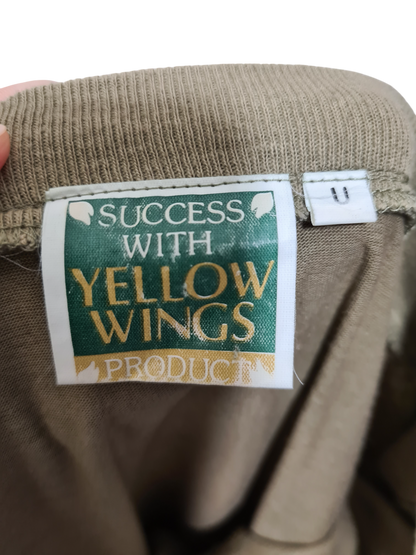 SUCCESS
WITH
YELLOW
WINGS
PRODUCT
U